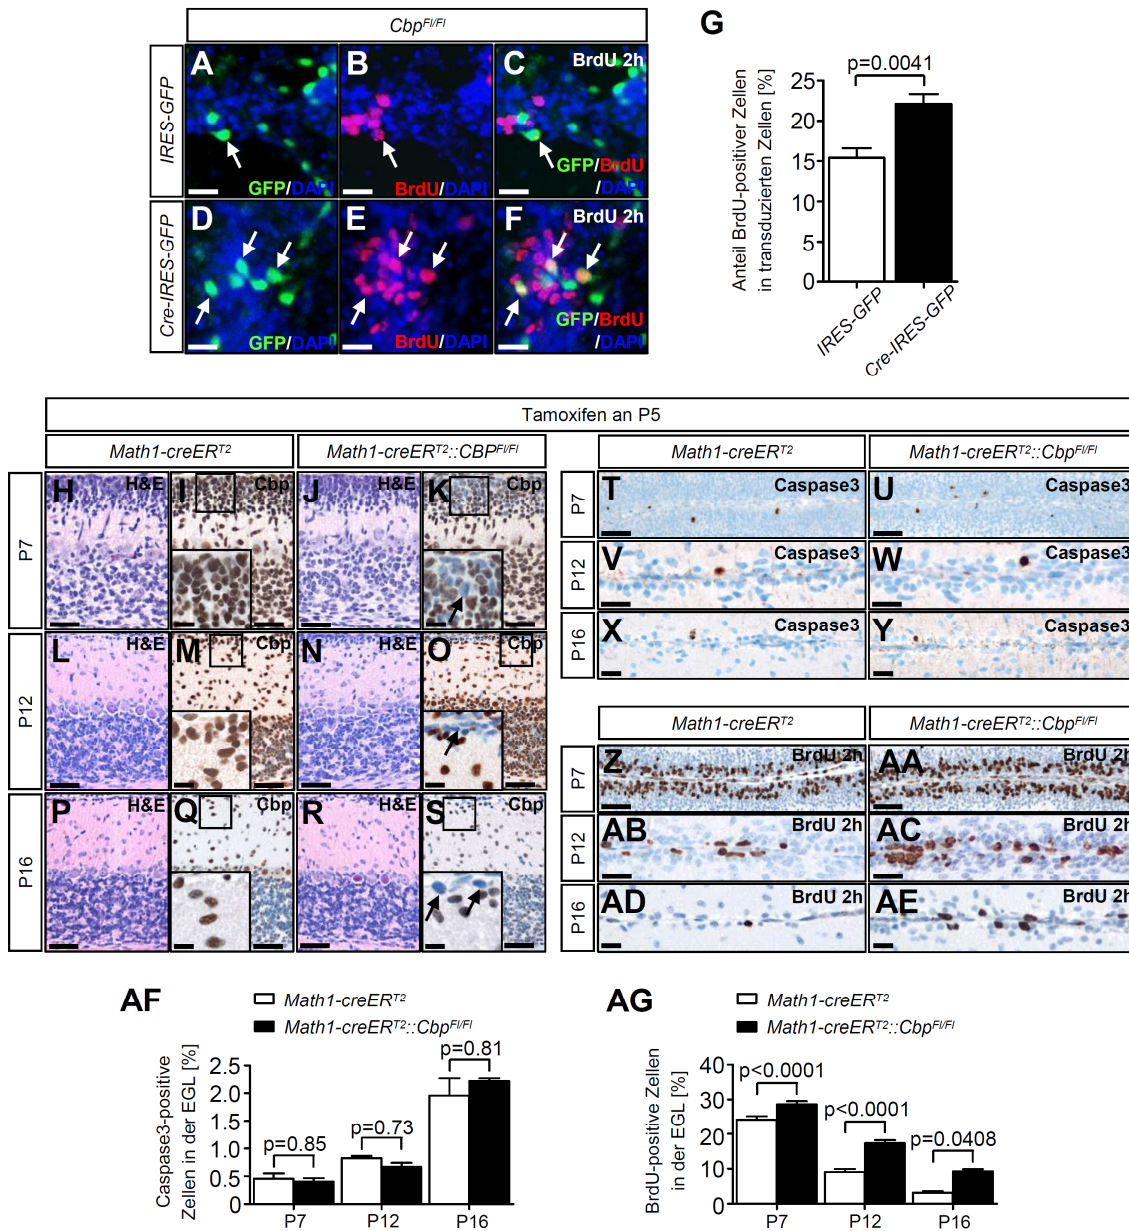 Cbp^Fl/Fl
IRES-GFP
A
GFP/DAPI
B
BrdU/DAPI
C
BrdU 2h
GFP/BrdU
/DAPI
Cre-IRES-GFP
D
GFP/DAPI
E
BrdU/DAPI
F
BrdU 2h
GFP/BrdU
/DAPI
G
Anteil BrdU-positiver Zellen
in transduzierten Zellen [%]
p=0.0041
25
20
15
10
5
0
IRES-GFP
Cre-IRES-GFP
Tamoxifen an P5
Math1-creER^T2
Math1-creER^T2::CBP^Fl/Fl
P7
H
H&E
I
Cbp
J
H&E
K
Cbp
P12
L
H&E
M
Cbp
N
H&E
O
Cbp
P16
P
H&E
Q
Cbp
R
H&E
S
Cbp
Math1-creER^T2
Math1-creER^T2::Cbp^Fl/Fl
P7
T
Caspase3
U
Caspase3
P12
V
Caspase3
W
Caspase3
P16
X
Caspase3
Y
Caspase3
Math1-creER^T2
Math1-creER^T2::Cbp^Fl/Fl
P7
Z
BrdU 2h
AA
BrdU 2h
P12
AB
BrdU 2h
AC
BrdU 2h
P16
AD
BrdU 2h
AE
BrdU 2h
AF
Math1-creER^T2
Math1-creER^T2::Cbp^Fl/Fl
Caspase3-positive
Zellen in der EGL [%]
2.5
2.0
1.5
1.0
0.5
0
p=0.85
p=0.73
p=0.81
P7
P12
P16
AG
Math1-creER^T2
Math1-creER^T2::Cbp^Fl/Fl
BrdU-positive Zellen
in der EGL [%]
40
30
20
10
0
p<0.0001
p<0.0001
p=0.0408
P7
P12
P16